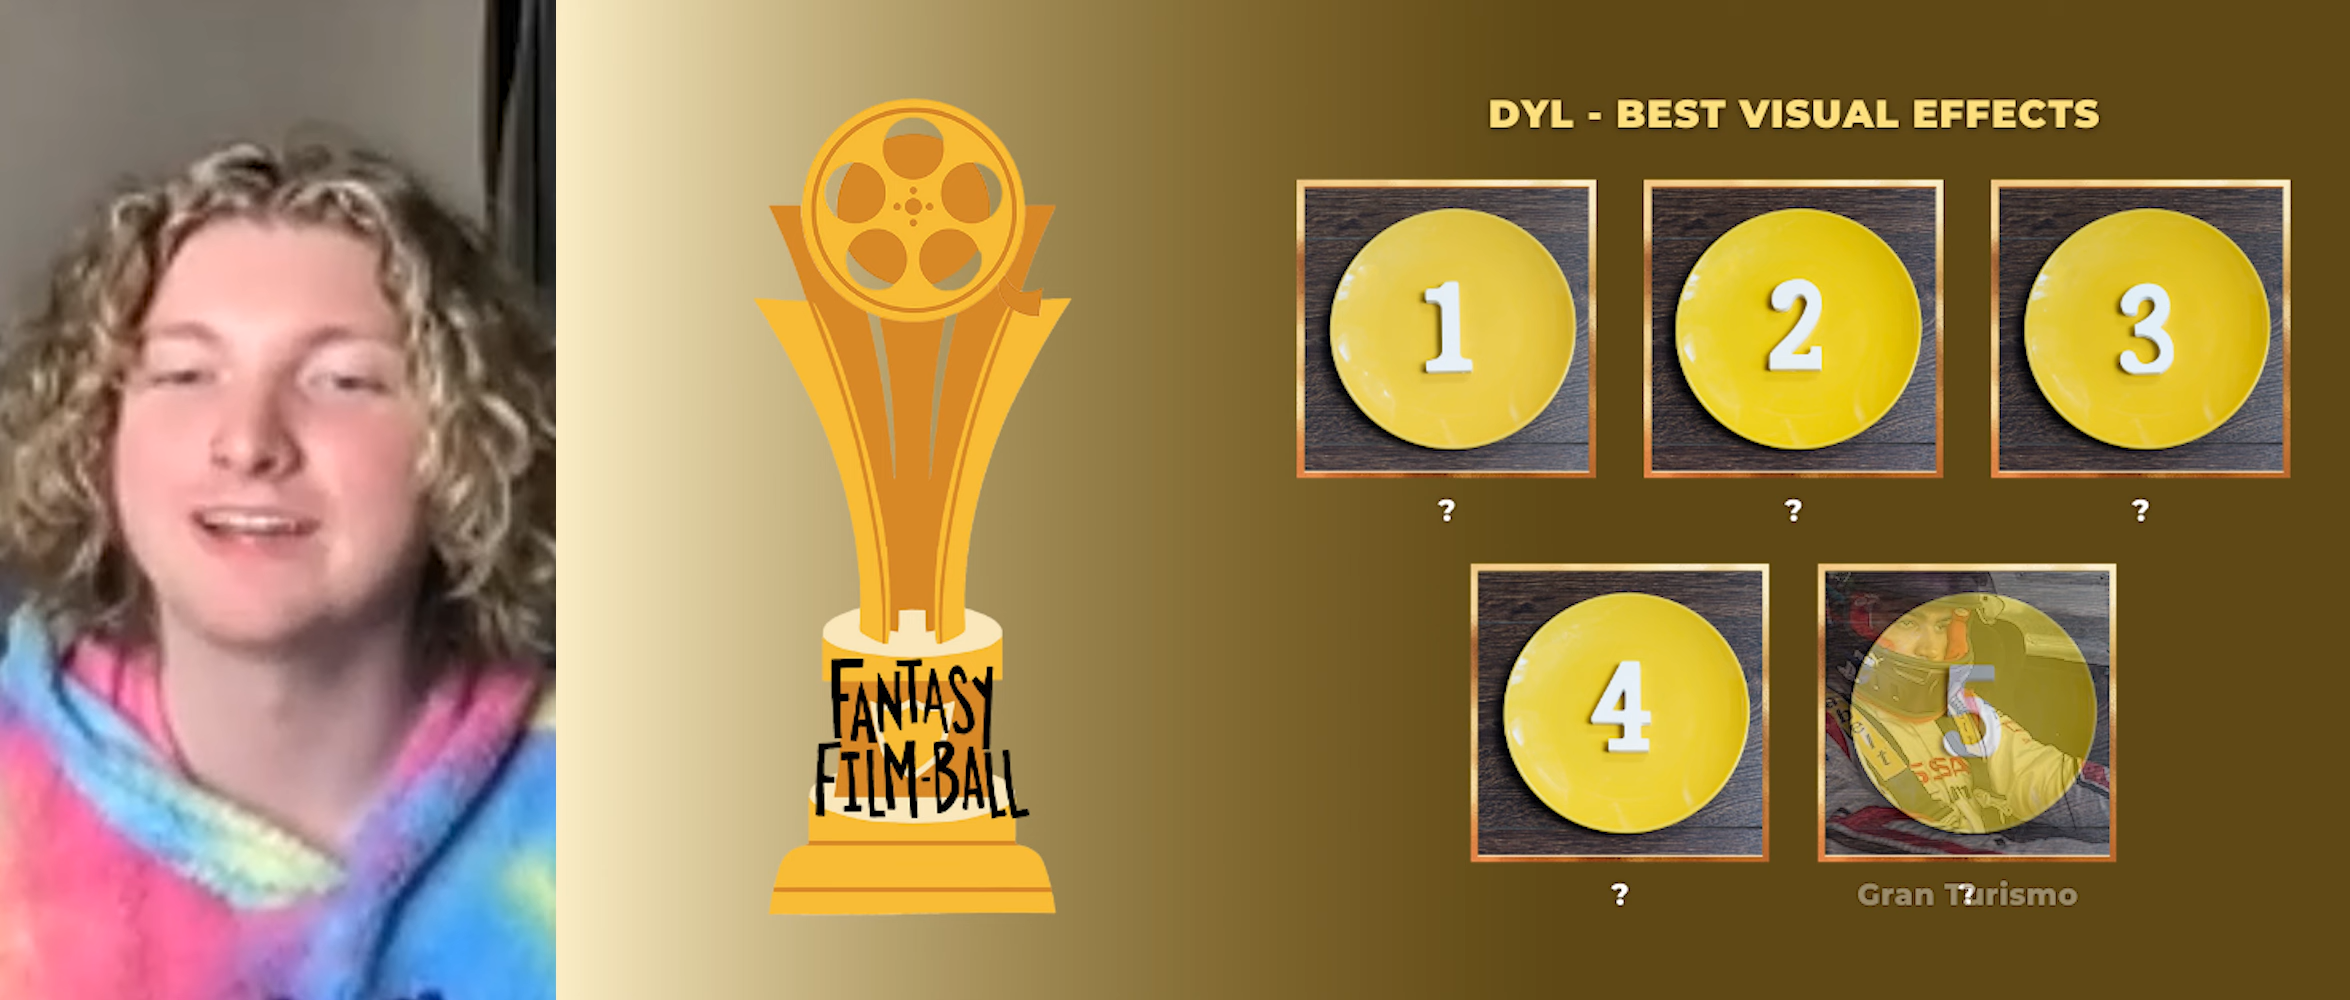 DYL - BEST VISUAL EFFECTS
1
2
3
?
?
?
FANTASY
FILM-BALL
4
5
?
Gran Turismo
?